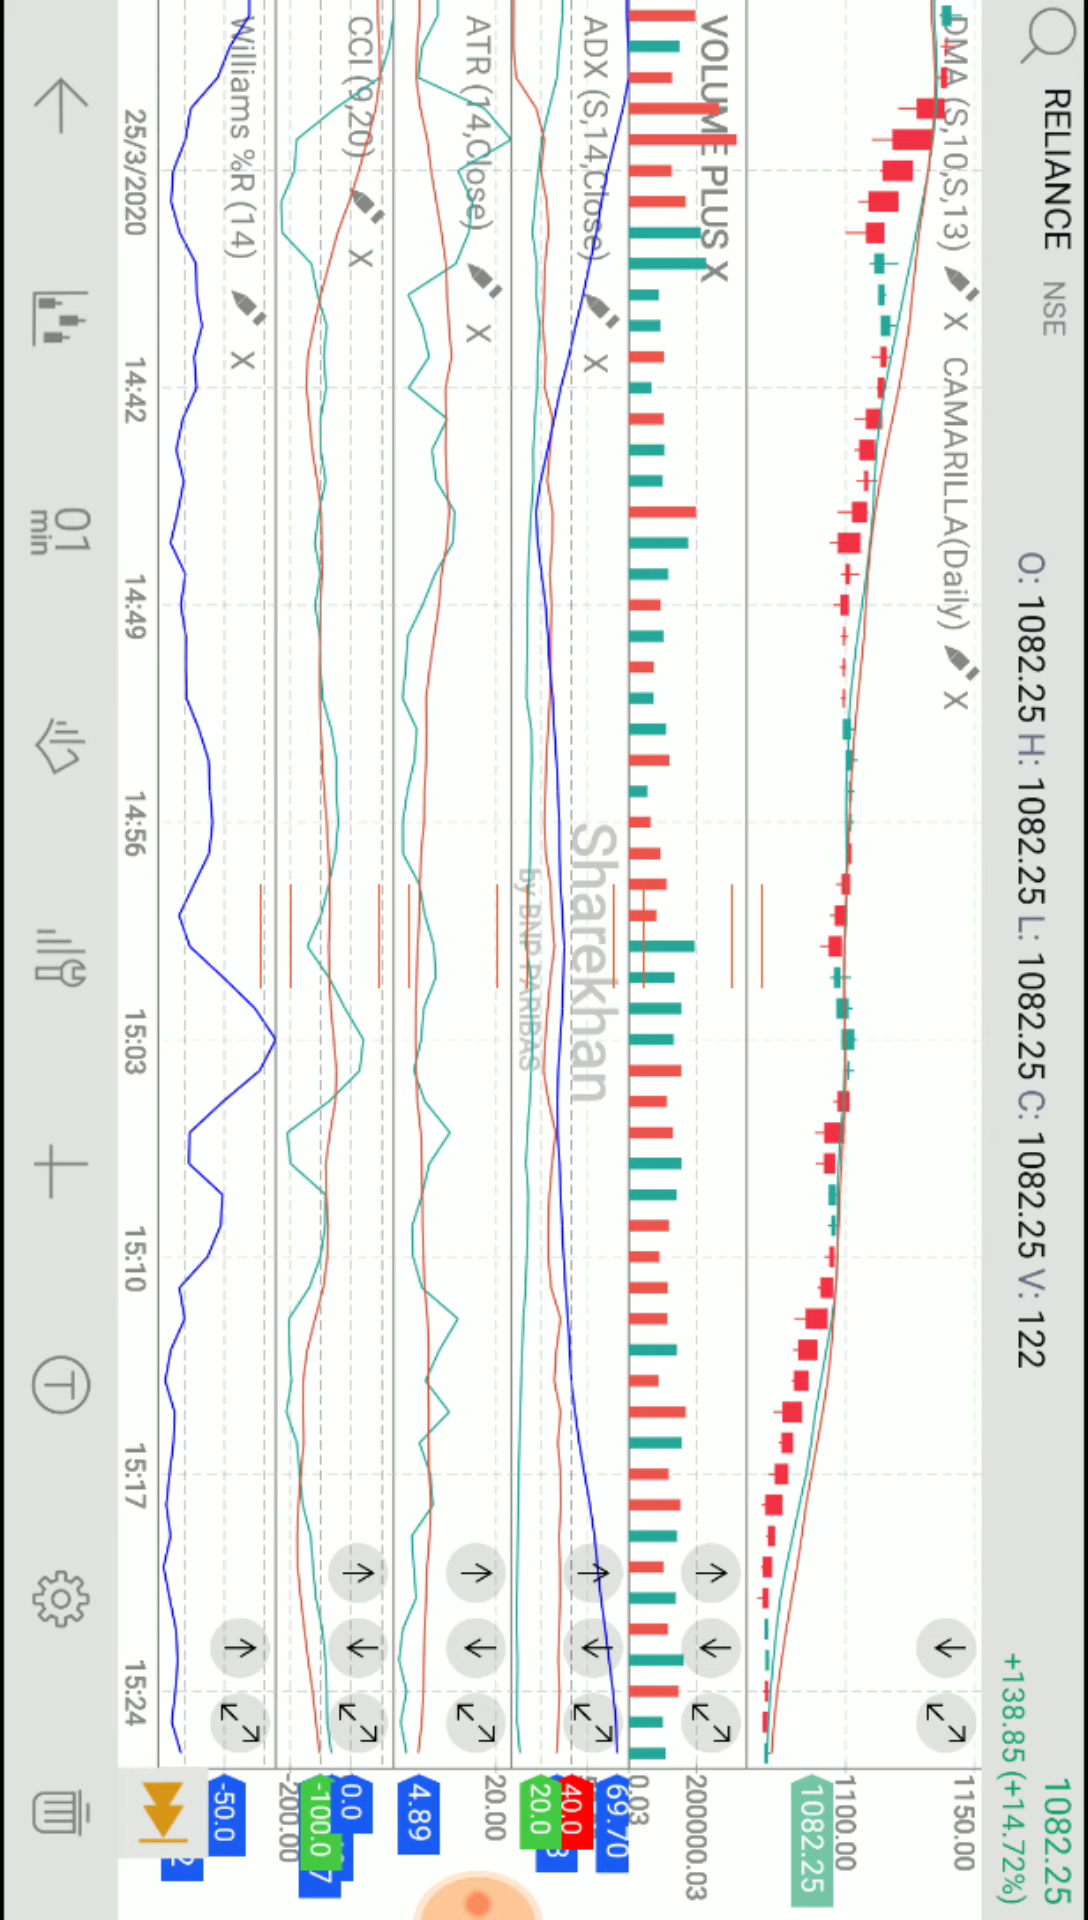 RELIANCE NSE
O: 1082.25 H: 1082.25 L: 1082.25 C: 1082.25 V: 122
1082.25
+138.85 (+14.72%)
DMA (S,10,S,13) X CAMARILLA(Daily) X
1150.00
1100.00
1082.25
VOLUME PLUS X
2000000.03
0.03
ADX (S,14,Close) X
69.70
40.0
20.0
Sharekhan
by BNP PARIBAS
ATR (14,Close) X
20.00
4.89
CCI (9,20) X
0.0
-100.0
-200.00
Williams %R (14) X
-50.0
25/3/2020 14:42 14:49 14:56 15:03 15:10 15:17 15:24
01
min
T